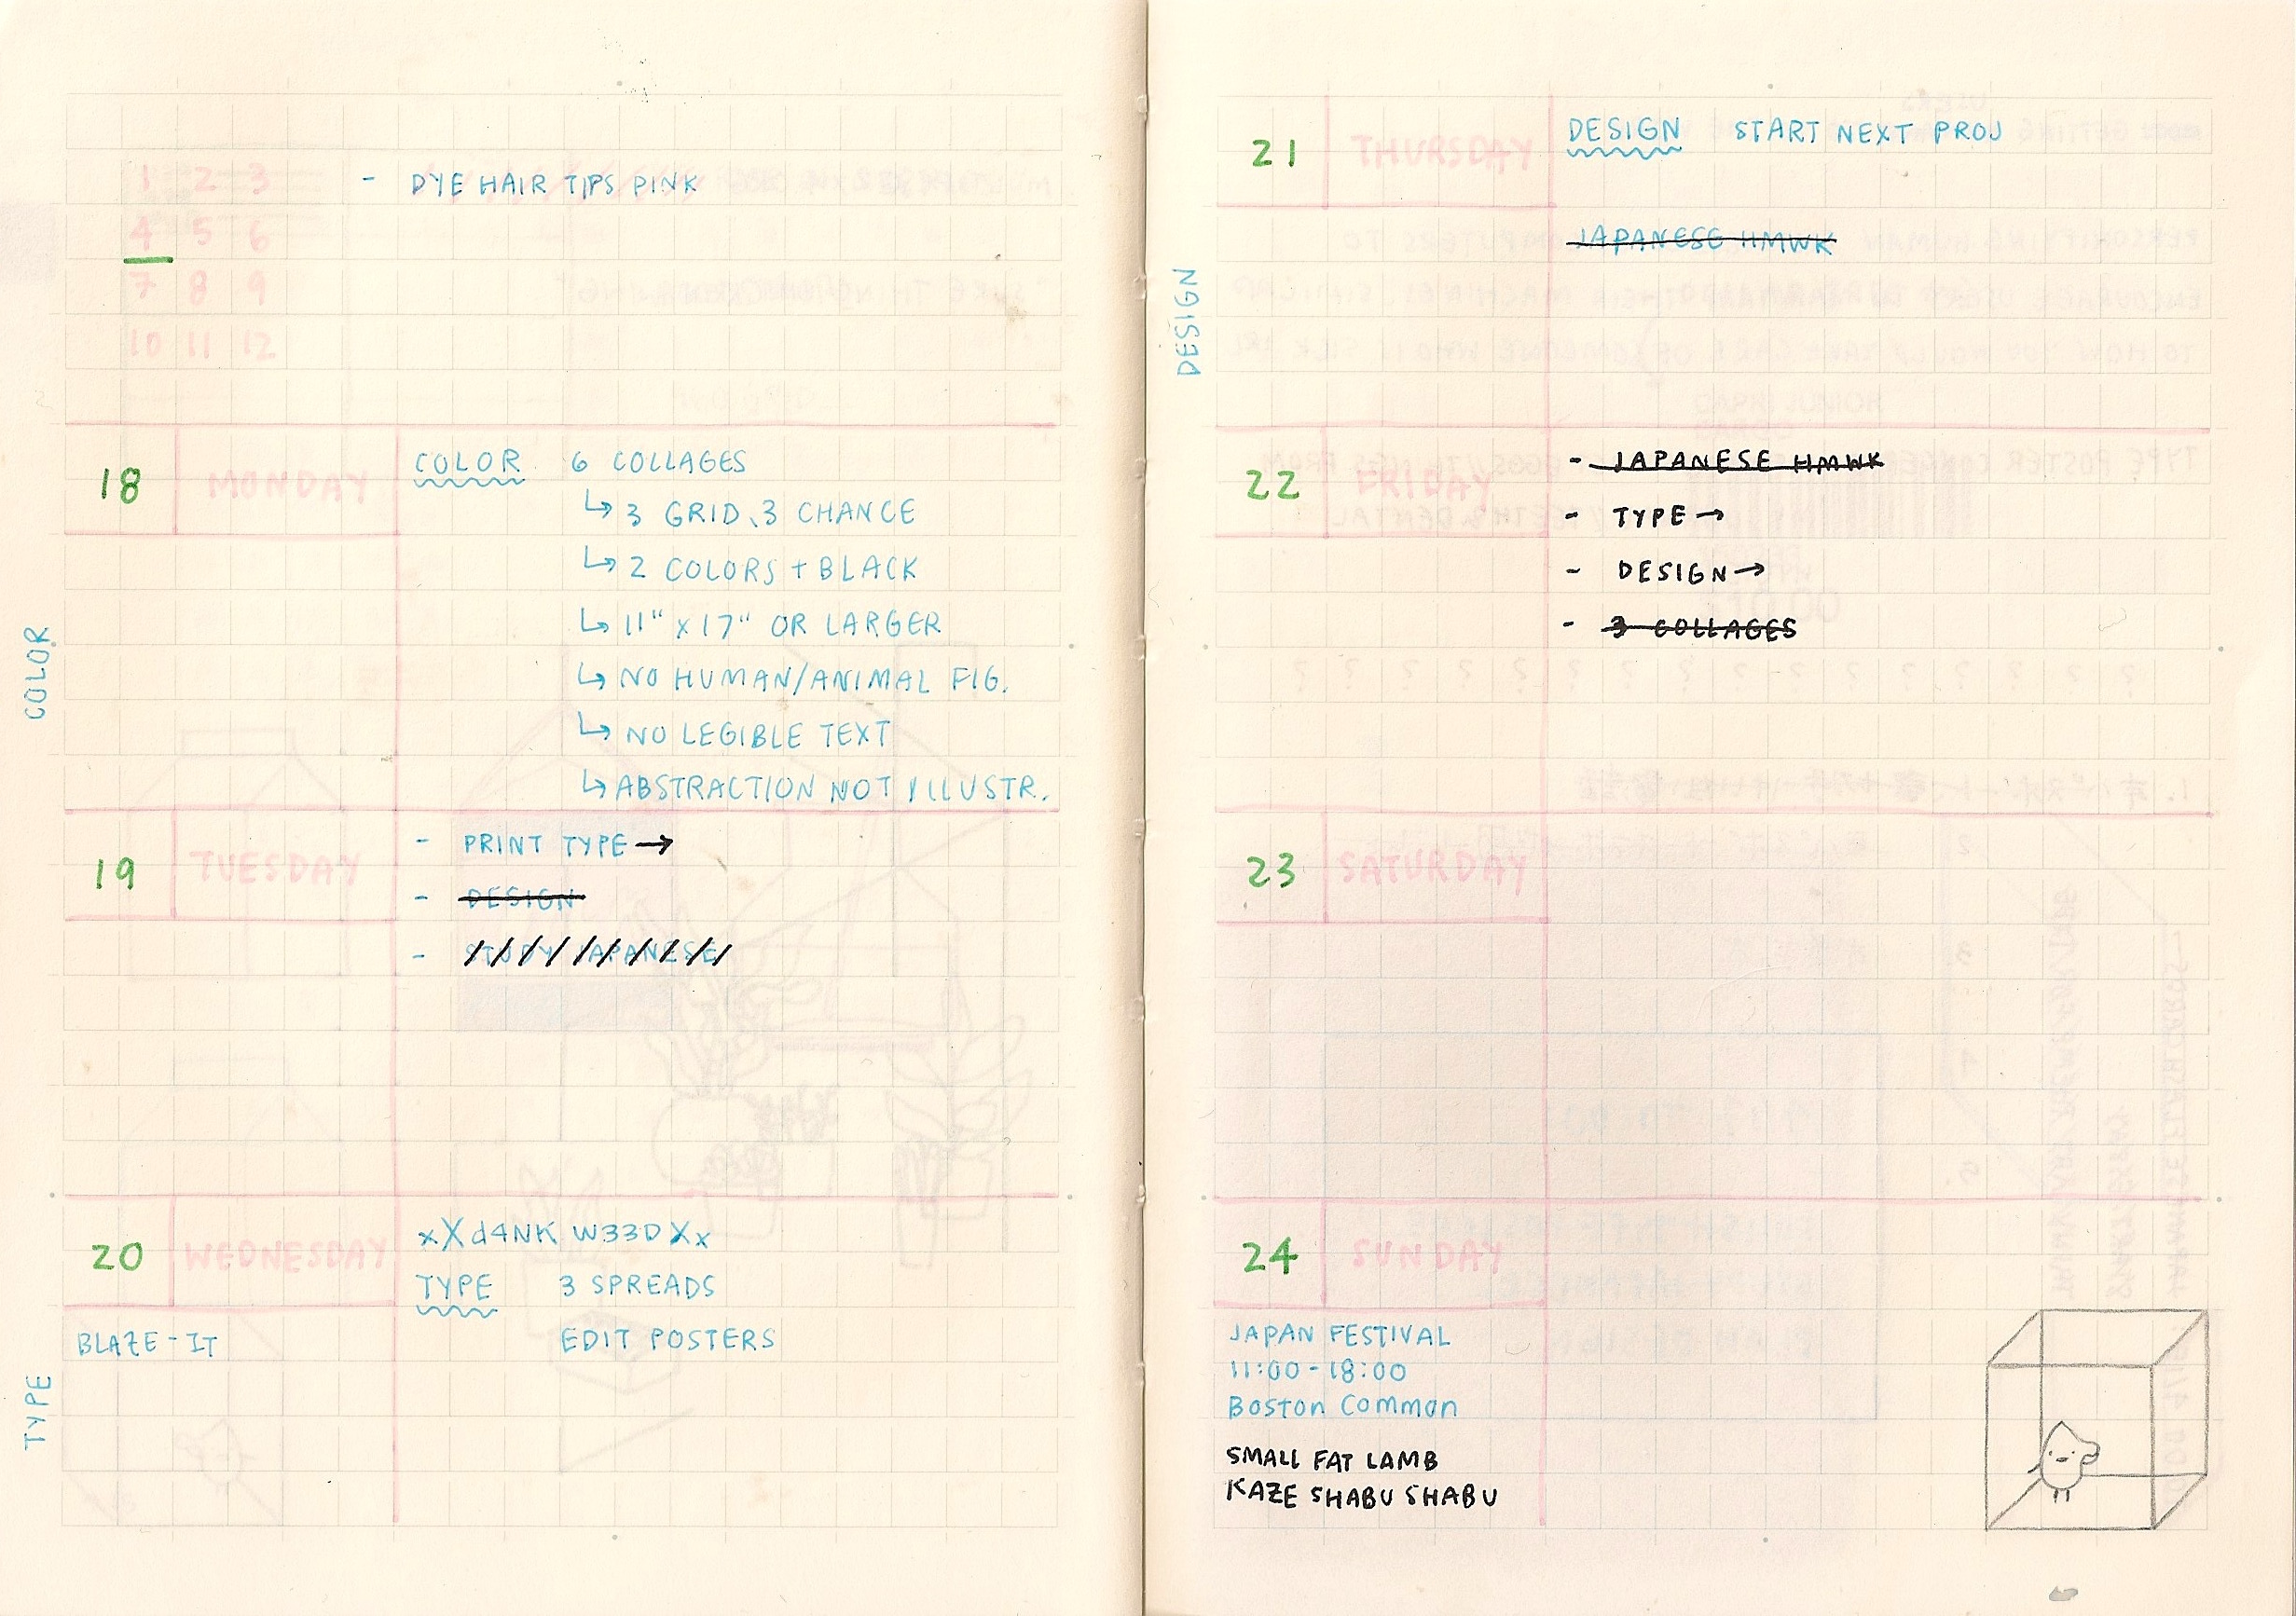 1 2 3
4 5 6
7 8 9
10 11 12
- DYE HAIR TIPS PINK
18 MONDAY
COLOR 6 COLLAGES
↳ 3 GRID, 3 CHANCE
↳ 2 COLORS + BLACK
↳ 11" x 17" OR LARGER
↳ NO HUMAN/ANIMAL FIG.
↳ NO LEGIBLE TEXT
↳ ABSTRACTION NOT ILLUSTR.
COLOR
19 TUESDAY
- PRINT TYPE →
- DESIGN
- STUDY JAPANESE
20 WEDNESDAY
xXd4NK W33DXx
TYPE 3 SPREADS
EDIT POSTERS
BLAZE-IT
TYPE
21 THURSDAY
DESIGN START NEXT PROJ
JAPANESE HMWK
DESIGN
22 FRIDAY
- JAPANESE HMWK
- TYPE →
- DESIGN →
- 3 COLLAGES
23 SATURDAY
24 SUNDAY
JAPAN FESTIVAL
11:00-18:00
Boston Common
SMALL FAT LAMB
KAZE SHABU SHABU